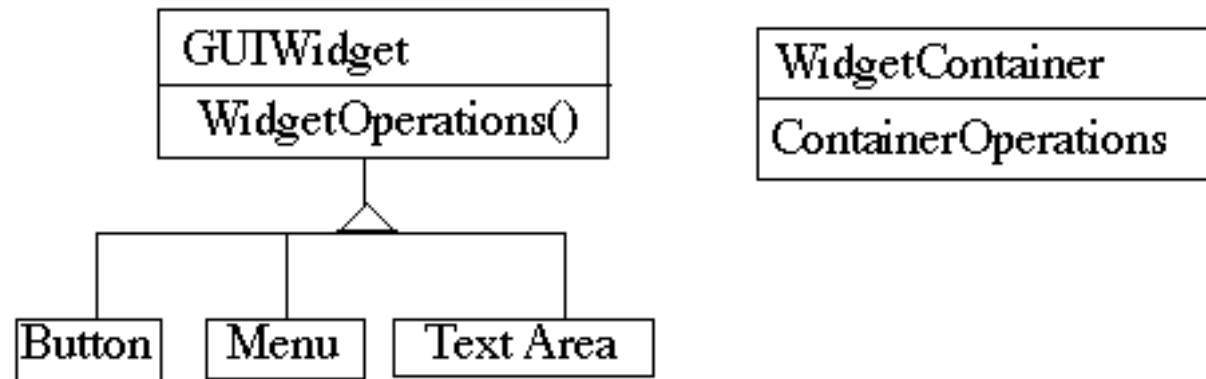 GUIWidget
WidgetOperations()
WidgetContainer
ContainerOperations
Button
Menu
Text Area